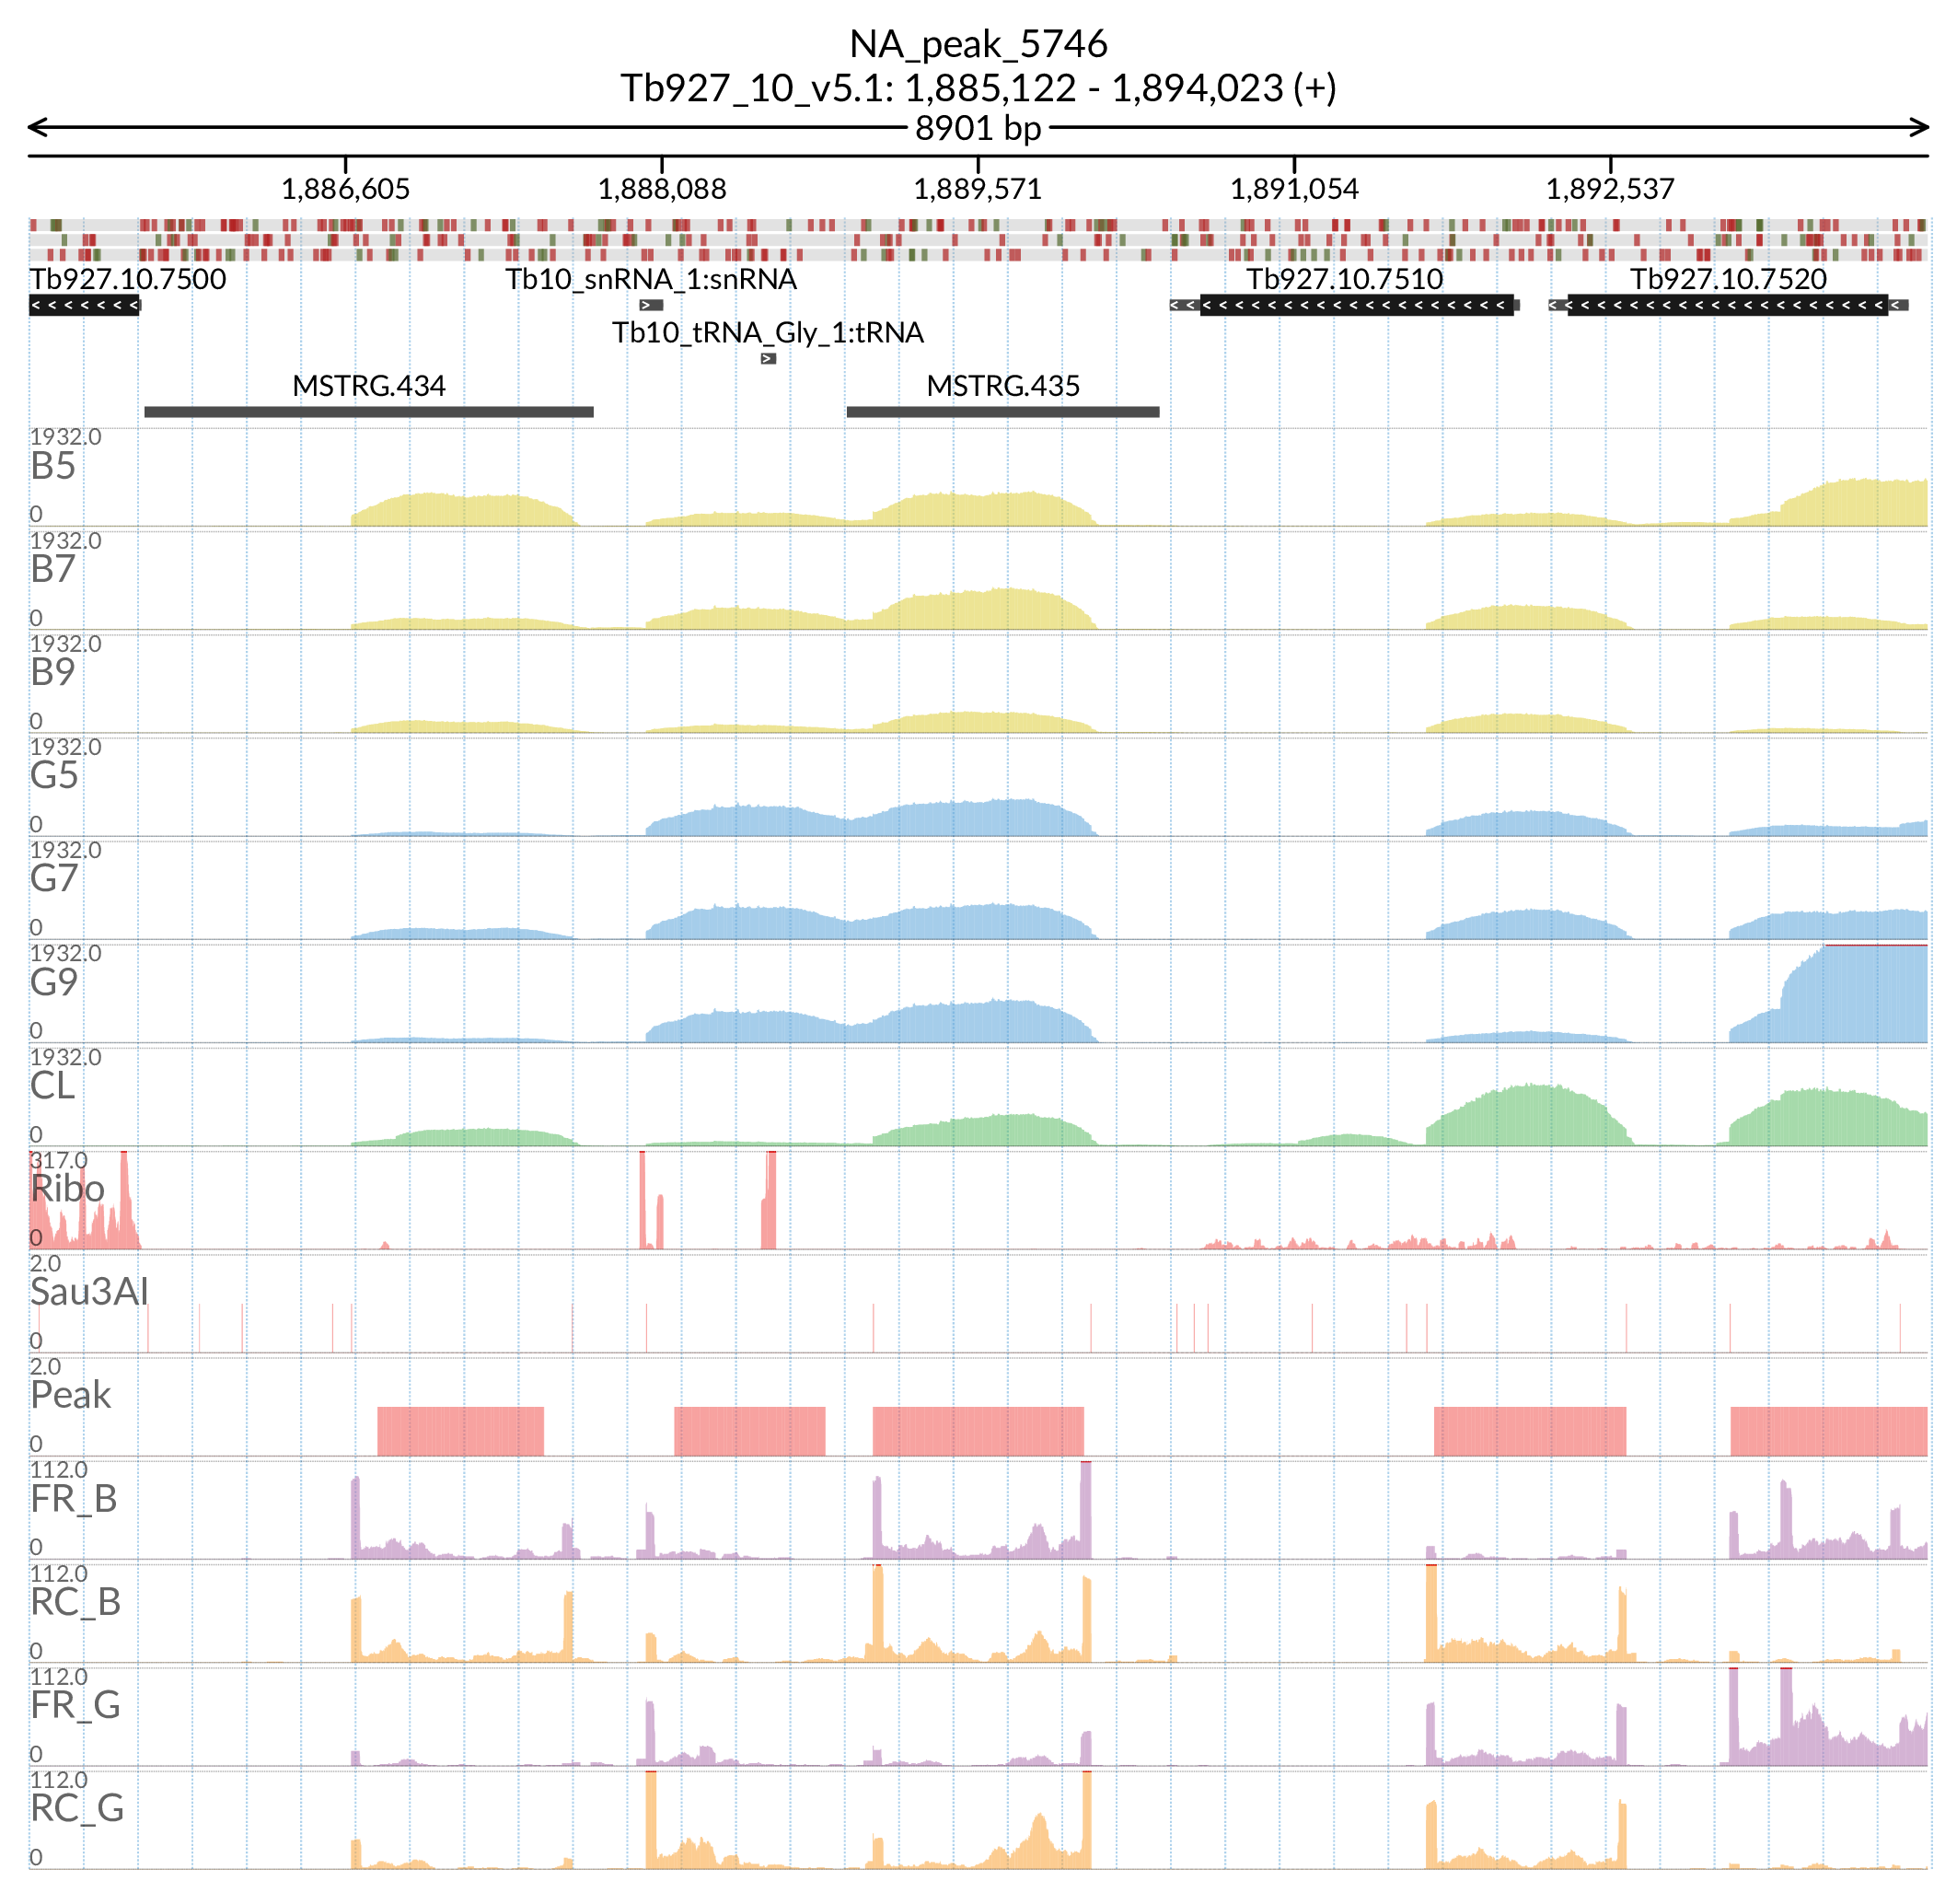 NA_peak_5746
Tb927_10_v5.1: 1,885,122 - 1,894,023 (+)
8901 bp
1,886,605 1,888,088 1,889,571 1,891,054 1,892,537
Tb927.10.7500 Tb10_snRNA_1:snRNA Tb927.10.7510 Tb927.10.7520
Tb10_tRNA_Gly_1:tRNA
MSTRG.434 MSTRG.435
1932.0
B5
0
1932.0
B7
0
1932.0
B9
0
1932.0
G5
0
1932.0
G7
0
1932.0
G9
0
1932.0
CL
0
317.0
Ribo
0
2.0
Sau3AI
0
2.0
Peak
0
112.0
FR_B
0
112.0
RC_B
0
112.0
FR_G
0
112.0
RC_G
0